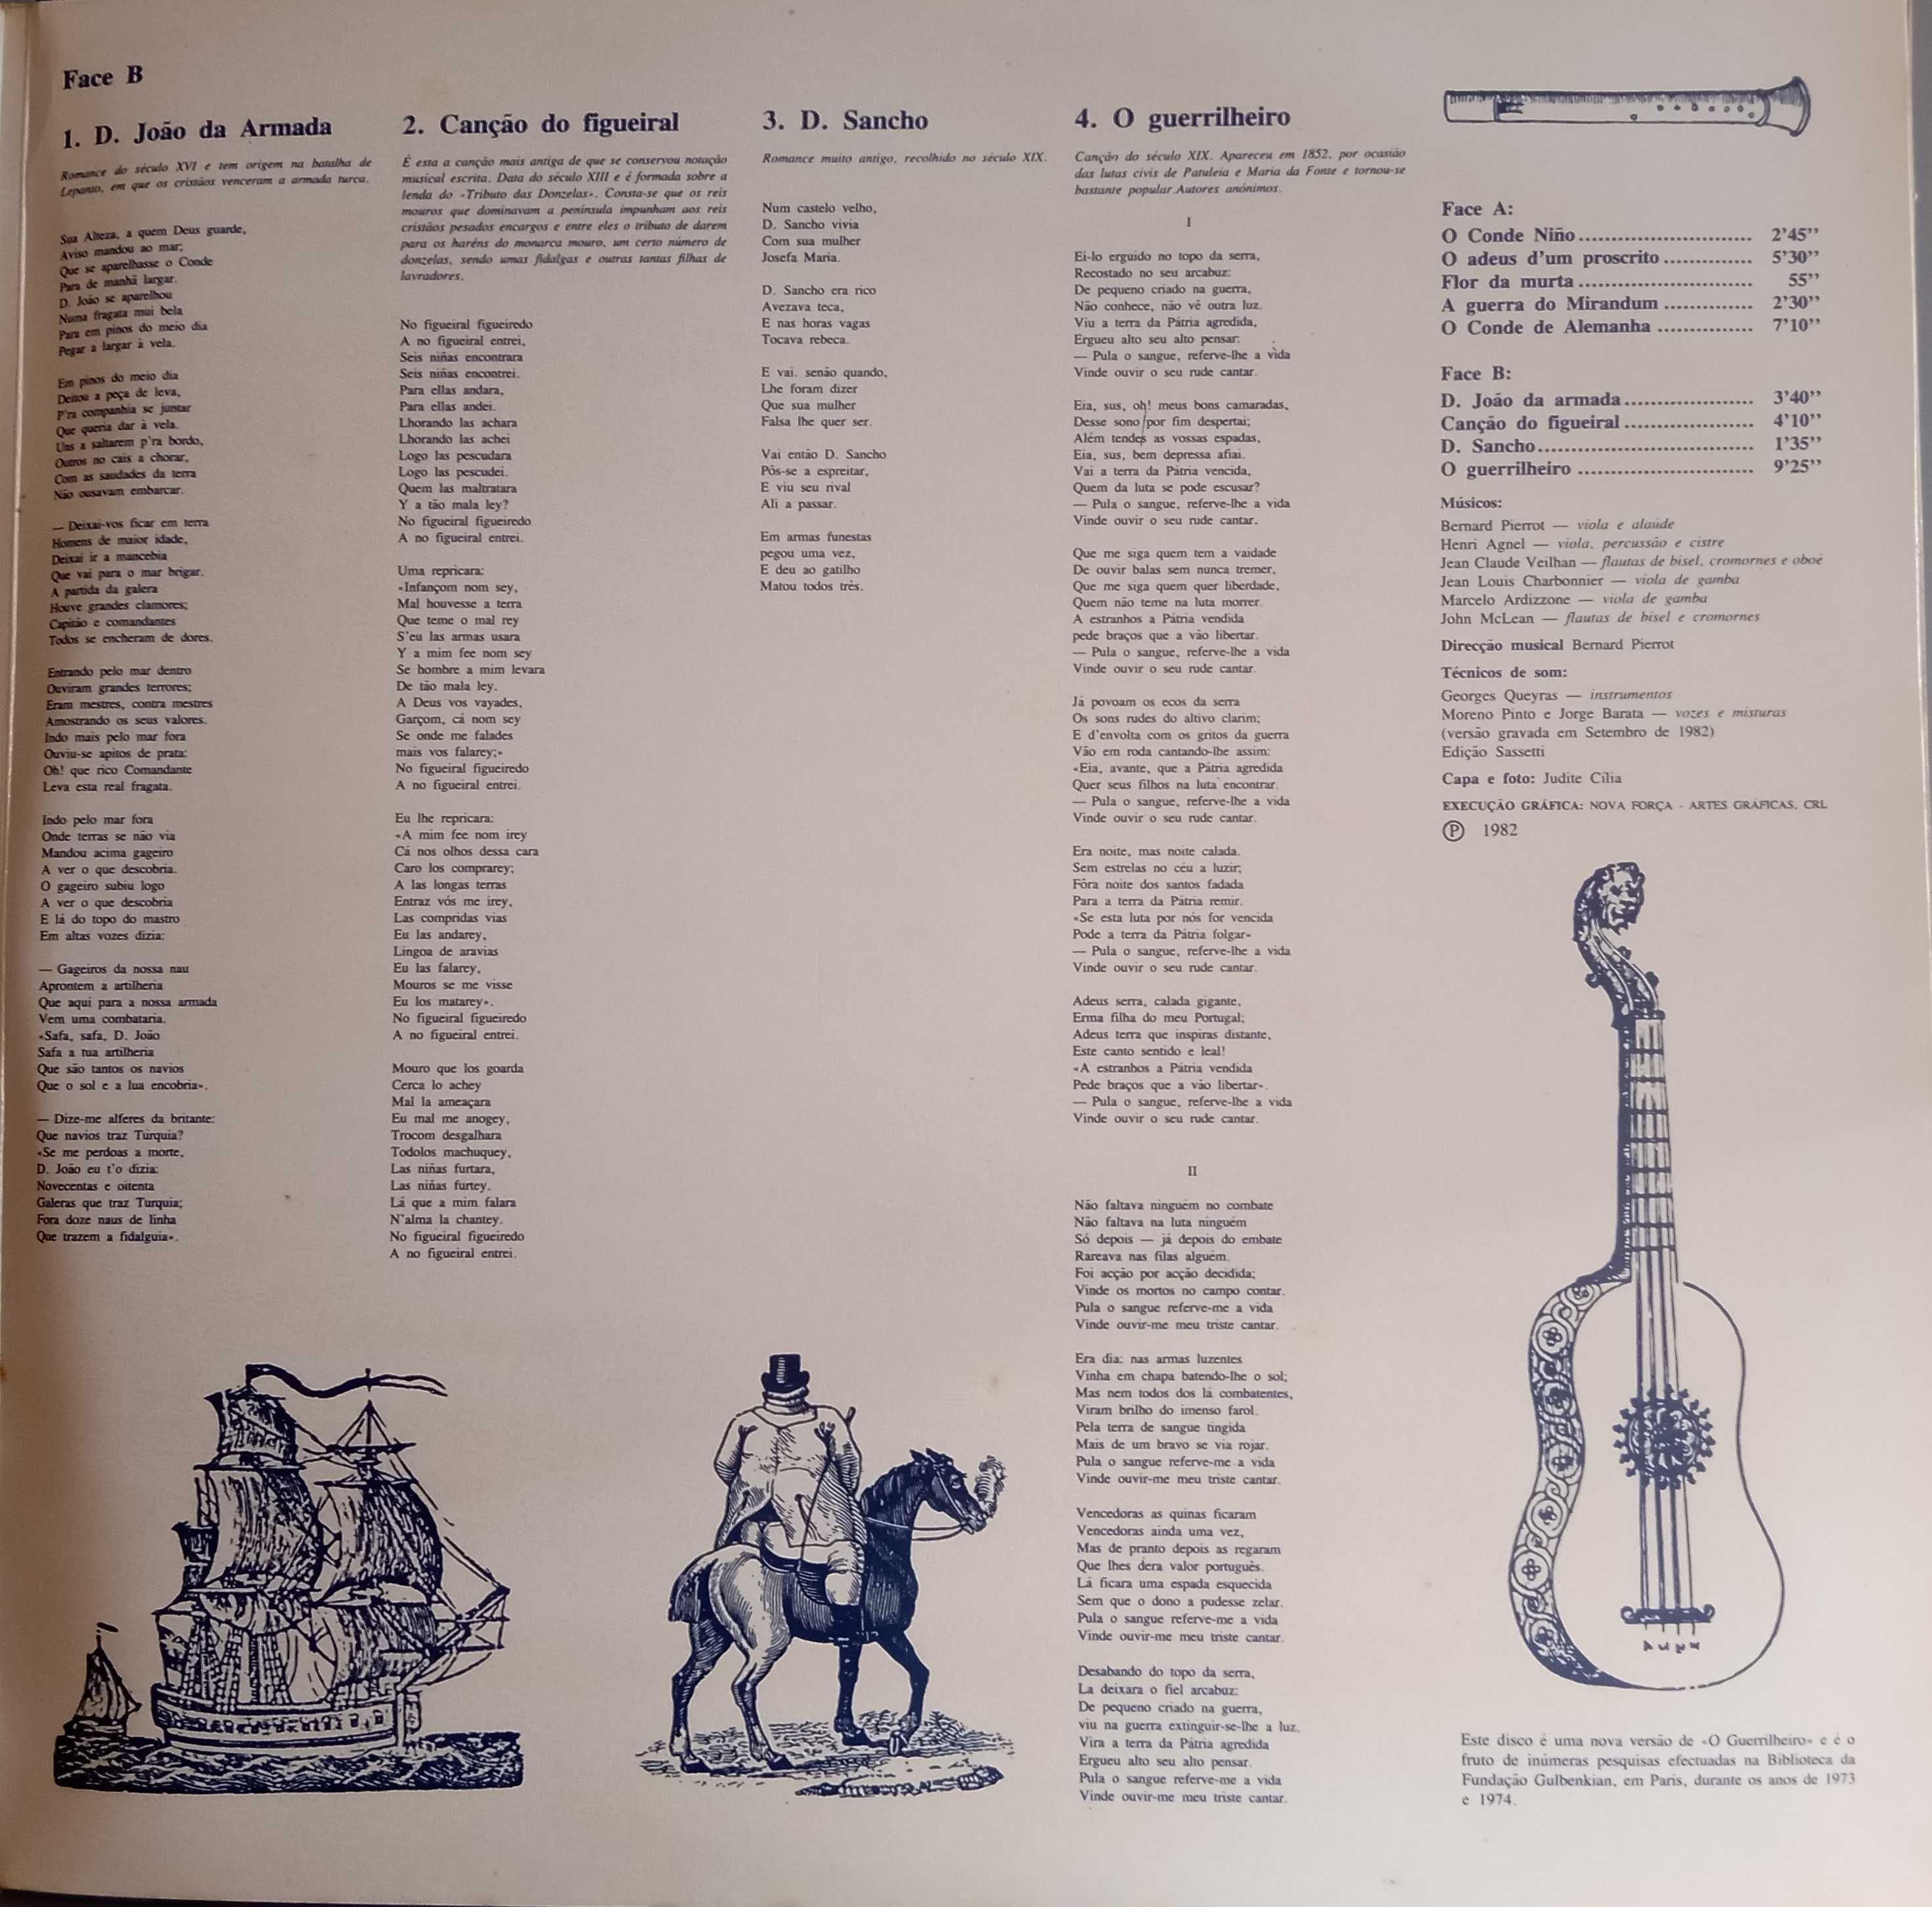 Face B
1. D. João da Armada
Romance do século XVI e tem origem na batalha de
Lepanto, em que os cristãos venceram a armada turca.
Sua Alteza, a quem Deus guarde,
Aviso mandou ao mar;
Que se aparelhasse o Conde
Para de manhã largar.
D. João se aparelhou
Numa fragata mui bela
Para em pinos do meio dia
Pegar a largar à vela.
Em pinos do meio dia
Deitou a peça de leva,
P'ra companhia se juntar
Que queria dar à vela.
Uns a saltarem p'ra bordo,
Outros no cais a chorar,
Com as saudades da terra
Não ousavam embarcar.
— Deixai-vos ficar em terra
Homens de maior idade,
Deixai ir a mancebia
Que vai para o mar brigar.
A partida da galera
Houve grandes clamores;
Capitão e comandantes
Todos se encheram de dores.
Entrando pelo mar dentro
Ouviram grandes terrores;
Eram mestres, contra mestres
Amostrando os seus valores.
Indo mais pelo mar fora
Ouviu-se apitos de prata:
Oh! que rico Comandante
Leva esta real fragata.
Indo pelo mar fora
Onde terras se não via
Mandou acima gageiro
A ver o que descobria.
O gageiro subiu logo
A ver o que descobria
E lá do topo do mastro
Em altas vozes dizia:
— Gageiros da nossa nau
Aprontem a artilheria
Que aqui para a nossa armada
Vem uma combataria.
«Safa, safa, D. João
Safa a tua artilheria
Que são tantos os navios
Que o sol e a lua encobria».
— Dize-me alferes da britante:
Que navios traz Turquia?
«Se me perdoas a morte,
D. João eu t'o dizia:
Novecentas e oitenta
Galeras que traz Turquia;
Fora doze naus de linha
Que trazem a fidalguia».
2. Canção do figueiral
É esta a canção mais antiga de que se conservou notação
musical escrita. Data do século XIII e é formada sobre a
lenda do «Tributo das Donzelas». Consta-se que os reis
mouros que dominavam a península impunham aos reis
cristãos pesados encargos e entre eles o tributo de darem
para os haréns do monarca mouro, um certo número de
donzelas, sendo umas fidalgas e outras tantas filhas de
lavradores.
No figueiral figueiredo
A no figueiral entrei,
Seis niñas encontrara
Seis niñas encontrei.
Para ellas andara,
Para ellas andei.
Lhorando las achara
Lhorando las achei
Logo las pescudara
Logo las pescudei.
Quem las maltratara
Y a tão mala ley?
No figueiral figueiredo
A no figueiral entrei.
Uma repricara:
«Infançom nom sey,
Mal houvesse a terra
Que teme o mal rey
S'eu las armas usara
Y a mim fee nom sey
Se hombre a mim levara
De tão mala ley.
A Deus vos vayades,
Garçom, cá nom sey
Se onde me falades
mais vos falarey;»
No figueiral figueiredo
A no figueiral entrei.
Eu lhe repricara:
«A mim fee nom irey
Cá nos olhos dessa cara
Caro los comprarey;
A las longas terras
Entraz vós me irey,
Las compridas vias
Eu las andarey,
Lingoa de aravias
Eu las falarey,
Mouros se me visse
Eu los matarey».
No figueiral figueiredo
A no figueiral entrei.
Mouro que los goarda
Cerca lo achey
Mal la ameaçara
Eu mal me anogey,
Trocom desgalhara
Todolos machuquey,
Las niñas furtara,
Las niñas furtey.
Lá que a mim falara
N'alma la chantey.
No figueiral figueiredo
A no figueiral entrei.
3. D. Sancho
Romance muito antigo, recolhido no século XIX.
Num castelo velho,
D. Sancho vivia
Com sua mulher
Josefa Maria.
D. Sancho era rico
Avezava teca,
E nas horas vagas
Tocava rebeca.
E vai, senão quando,
Lhe foram dizer
Que sua mulher
Falsa lhe quer ser.
Vai então D. Sancho
Pôs-se a espreitar,
E viu seu rival
Ali a passar.
Em armas funestas
pegou uma vez,
E deu ao gatilho
Matou todos três.
4. O guerrilheiro
Canção do século XIX. Apareceu em 1852, por ocasião
das lutas civis de Patuleia e Maria da Fonte e tornou-se
bastante popular.Autores anónimos.
I
Ei-lo erguido no topo da serra,
Recostado no seu arcabuz:
De pequeno criado na guerra,
Não conhece, não vê outra luz.
Viu a terra da Pátria agredida,
Ergueu alto seu alto pensar:
— Pula o sangue, referve-lhe a vida
Vinde ouvir o seu rude cantar.
Eia, sus, oh! meus bons camaradas,
Desse sono por fim despertai;
Além tendes as vossas espadas,
Eia, sus, bem depressa afiai.
Vai a terra da Pátria vencida,
Quem da luta se pode escusar?
— Pula o sangue, referve-lhe a vida
Vinde ouvir o seu rude cantar.
Que me siga quem tem a vaidade
De ouvir balas sem nunca tremer,
Que me siga quem quer liberdade,
Quem não teme na luta morrer.
A estranhos a Pátria vendida
pede braços que a vão libertar.
— Pula o sangue, referve-lhe a vida
Vinde ouvir o seu rude cantar.
Já povoam os ecos da serra
Os sons rudes do altivo clarim;
E d'envolta com os gritos da guerra
Vão em roda cantando-lhe assim:
«Eia, avante, que a Pátria agredida
Quer seus filhos na luta encontrar.
— Pula o sangue, referve-lhe a vida
Vinde ouvir o seu rude cantar.
Era noite, mas noite calada.
Sem estrelas no céu a luzir;
Fôra noite dos santos fadada
Para a terra da Pátria remir.
«Se esta luta por nós for vencida
Pode a terra da Pátria folgar»
— Pula o sangue, referve-lhe a vida
Vinde ouvir o seu rude cantar.
Adeus serra, calada gigante,
Erma filha do meu Portugal;
Adeus terra que inspiras distante,
Este canto sentido e leal!
«A estranhos a Pátria vendida
Pede braços que a vão libertar».
— Pula o sangue, referve-lhe a vida
Vinde ouvir o seu rude cantar.
II
Não faltava ninguém no combate
Não faltava na luta ninguém
Só depois — já depois do embate
Rareava nas filas alguém.
Foi acção por acção decidida;
Vinde os mortos no campo contar.
Pula o sangue referve-me a vida
Vinde ouvir-me meu triste cantar.
Era dia: nas armas luzentes
Vinha em chapa batendo-lhe o sol;
Mas nem todos dos lá combatentes,
Viram brilho do imenso farol.
Pela terra de sangue tingida
Mais de um bravo se via rojar.
Pula o sangue referve-me a vida
Vinde ouvir-me meu triste cantar.
Vencedoras as quinas ficaram
Vencedoras ainda uma vez,
Mas de pranto depois as regaram
Que lhes dera valor português.
Lá ficara uma espada esquecida
Sem que o dono a pudesse zelar.
Pula o sangue referve-me a vida
Vinde ouvir-me meu triste cantar.
Desabando do topo da serra,
La deixara o fiel arcabuz;
De pequeno criado na guerra,
viu na guerra extinguir-se-lhe a luz.
Vira a terra da Pátria agredida
Ergueu alto seu alto pensar.
Pula o sangue referve-me a vida
Vinde ouvir-me meu triste cantar.
Face A:
O Conde Niño .............................. 2'45''
O adeus d'um proscrito ............... 5'30''
Flor da murta .............................. 55''
A guerra do Mirandum ................ 2'30''
O Conde de Alemanha ................ 7'10''
Face B:
D. João da armada ...................... 3'40''
Canção do figueiral ...................... 4'10''
D. Sancho .......................................... 1'35''
O guerrilheiro .............................. 9'25''
Músicos:
Bernard Pierrot — viola e alaúde
Henri Agnel — viola, percussão e cistre
Jean Claude Veilhan — flautas de bisel, cromornes e oboé
Jean Louis Charbonnier — viola de gamba
Marcelo Ardizzone — viola de gamba
John McLean — flautas de bisel e cromornes
Direcção musical Bernard Pierrot
Técnicos de som:
Georges Queyras — instrumentos
Moreno Pinto e Jorge Barata — vozes e misturas
(versão gravada em Setembro de 1982)
Edição Sassetti
Capa e foto: Judite Cília
EXECUÇÃO GRÁFICA: NOVA FORÇA - ARTES GRÁFICAS, CRL
Ⓟ 1982
Este disco é uma nova versão de «O Guerrilheiro» e é o
fruto de inúmeras pesquisas efectuadas na Biblioteca da
Fundação Gulbenkian, em Paris, durante os anos de 1973
e 1974.